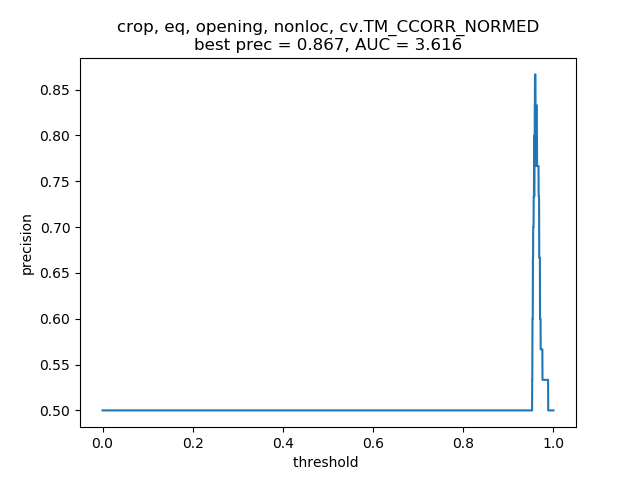 crop, eq, opening, nonloc, cv.TM_CCORR_NORMED
best prec = 0.867, AUC = 3.616
0.85
0.80
0.75
0.70
0.65
0.60
0.55
0.50
precision
0.0 0.2 0.4 0.6 0.8 1.0
threshold